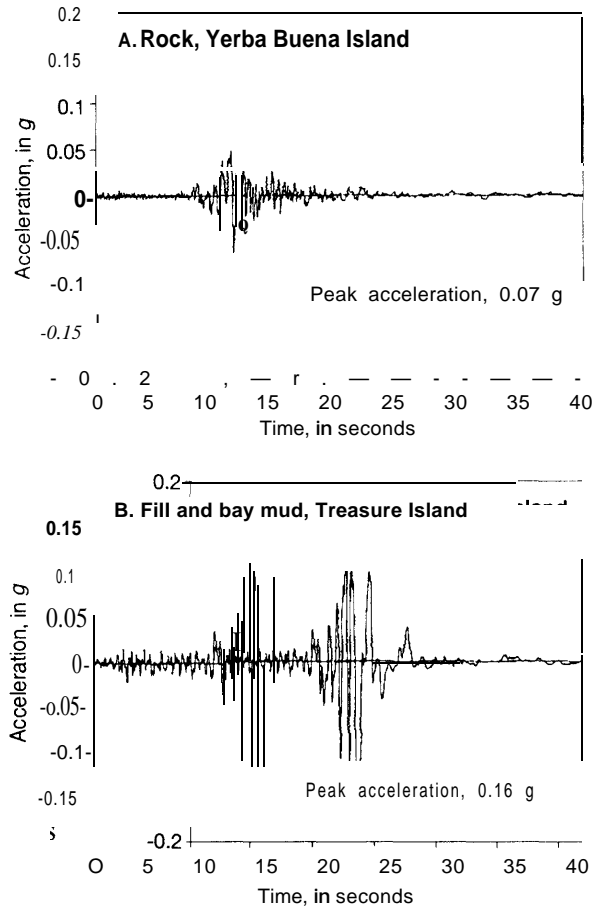 0.2
A. Rock, Yerba Buena Island
0.15
0.1
0.05
0-
-0.05
-0.1
-0.15
Acceleration, in g
Peak acceleration, 0.07 g
- 0 . 2 , — r . — — - - — — -
0 5 10 15 20 25 30 35 40
Time, in seconds
0.2
B. Fill and bay mud, Treasure Island
0.15
0.1
0.05
0-
-0.05-
-0.1-
-0.15
Acceleration, in g
Peak acceleration, 0.16 g
s
-0.2
O 5 10 15 20 25 30 35 40
Time, in seconds